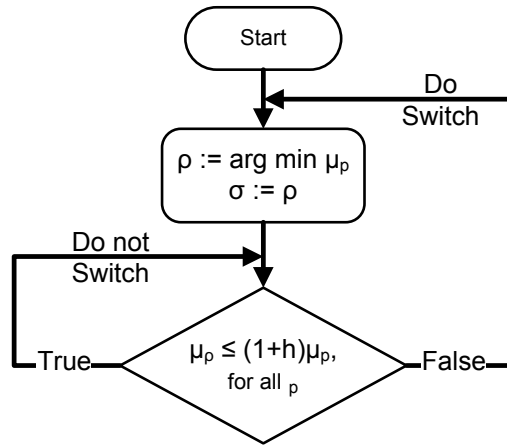 Start
Do
Switch
ρ := arg min μₚ
σ := ρ
Do not
Switch
μᵨ ≤ (1+h)μₚ,
for all ₚ
True
False